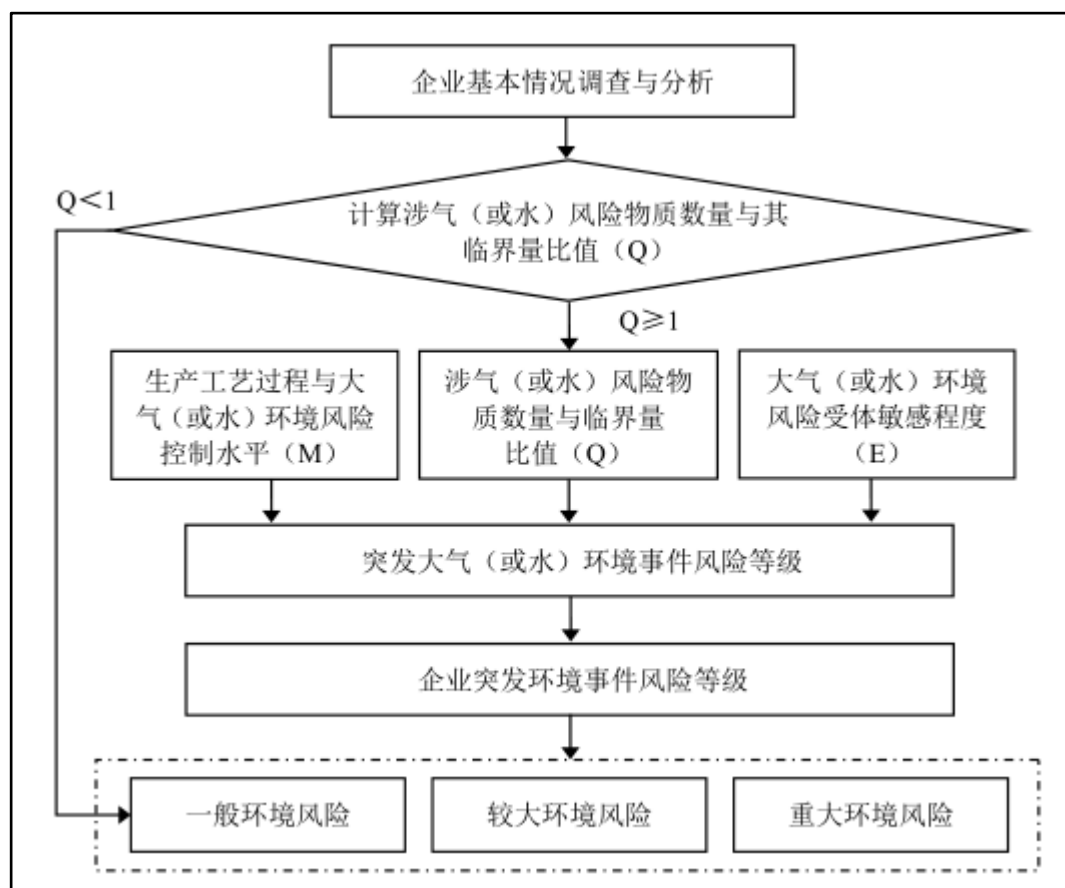 企业基本情况调查与分析
Q＜1
计算涉气（或水）风险物质数量与其
临界量比值（Q）
Q≥1
生产工艺过程与大
气（或水）环境风险
控制水平（M）
涉气（或水）风险物
质数量与临界量
比值（Q）
大气（或水）环境
风险受体敏感程度
（E）
突发大气（或水）环境事件风险等级
企业突发环境事件风险等级
一般环境风险
较大环境风险
重大环境风险